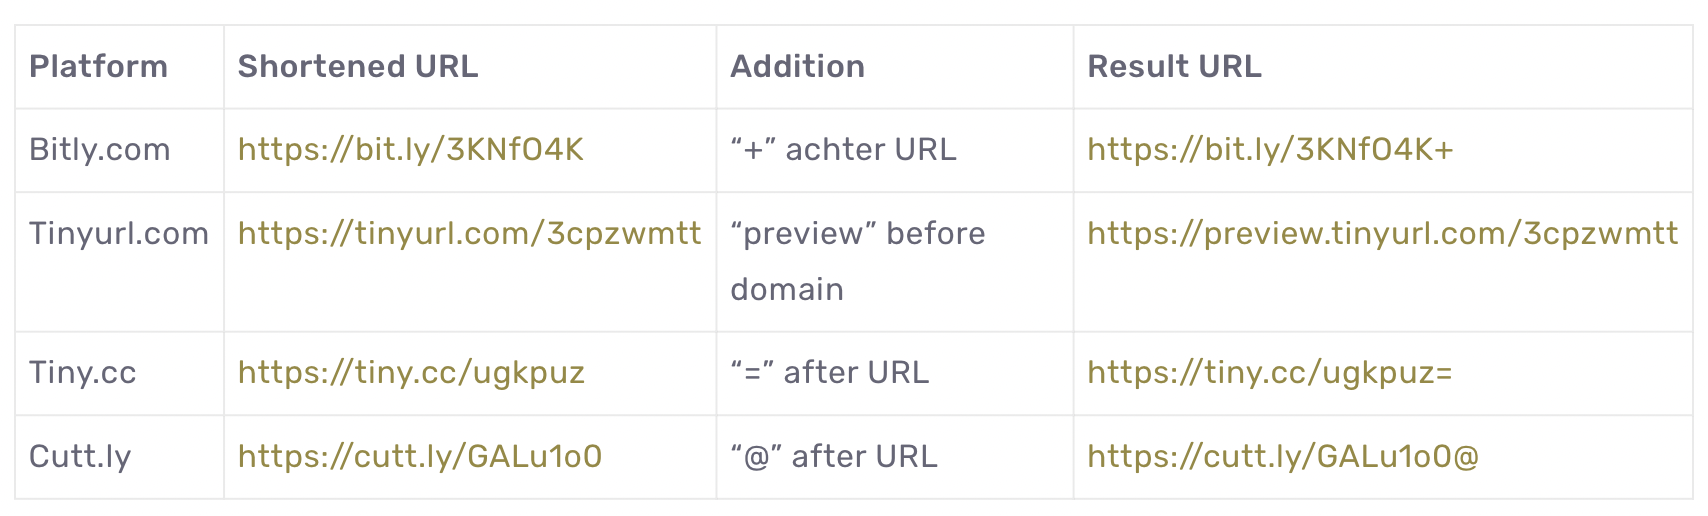 Platform Shortened URL Addition Result URL
Bitly.com https://bit.ly/3KNfO4K “+” achter URL https://bit.ly/3KNfO4K+
Tinyurl.com https://tinyurl.com/3cpzwmtt “preview” before https://preview.tinyurl.com/3cpzwmtt
domain
Tiny.cc https://tiny.cc/ugkpuz “=” after URL https://tiny.cc/ugkpuz=
Cutt.ly https://cutt.ly/GALu1o0 “@” after URL https://cutt.ly/GALu1o0@